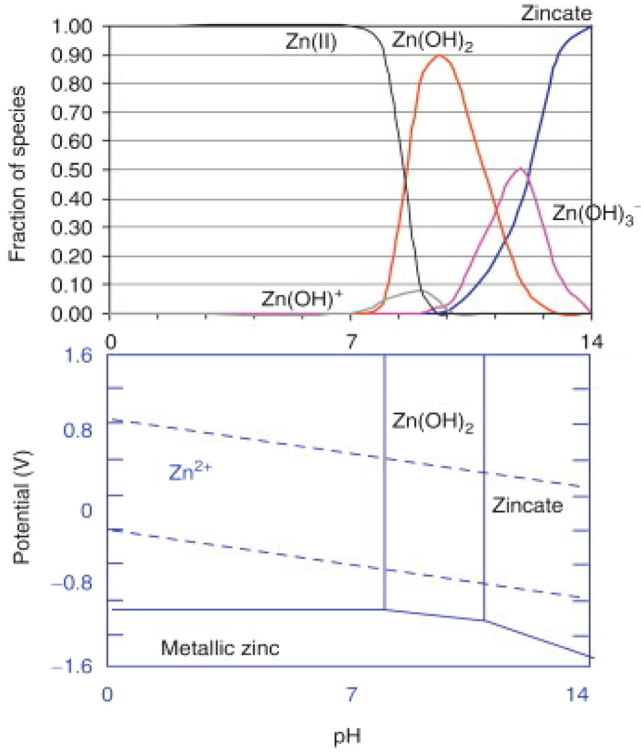 Zincate
Zn(II)
Zn(OH)₂
1.00
0.90
0.80
0.70
0.60
0.50
0.40
0.30
0.20
0.10
0.00
Fraction of species
Zn(OH)₃⁻
Zn(OH)⁺
0
7
14
1.6
0.8
0
−0.8
−1.6
Potential (V)
Zn(OH)₂
Zn²⁺
Zincate
Metallic zinc
0
7
14
pH